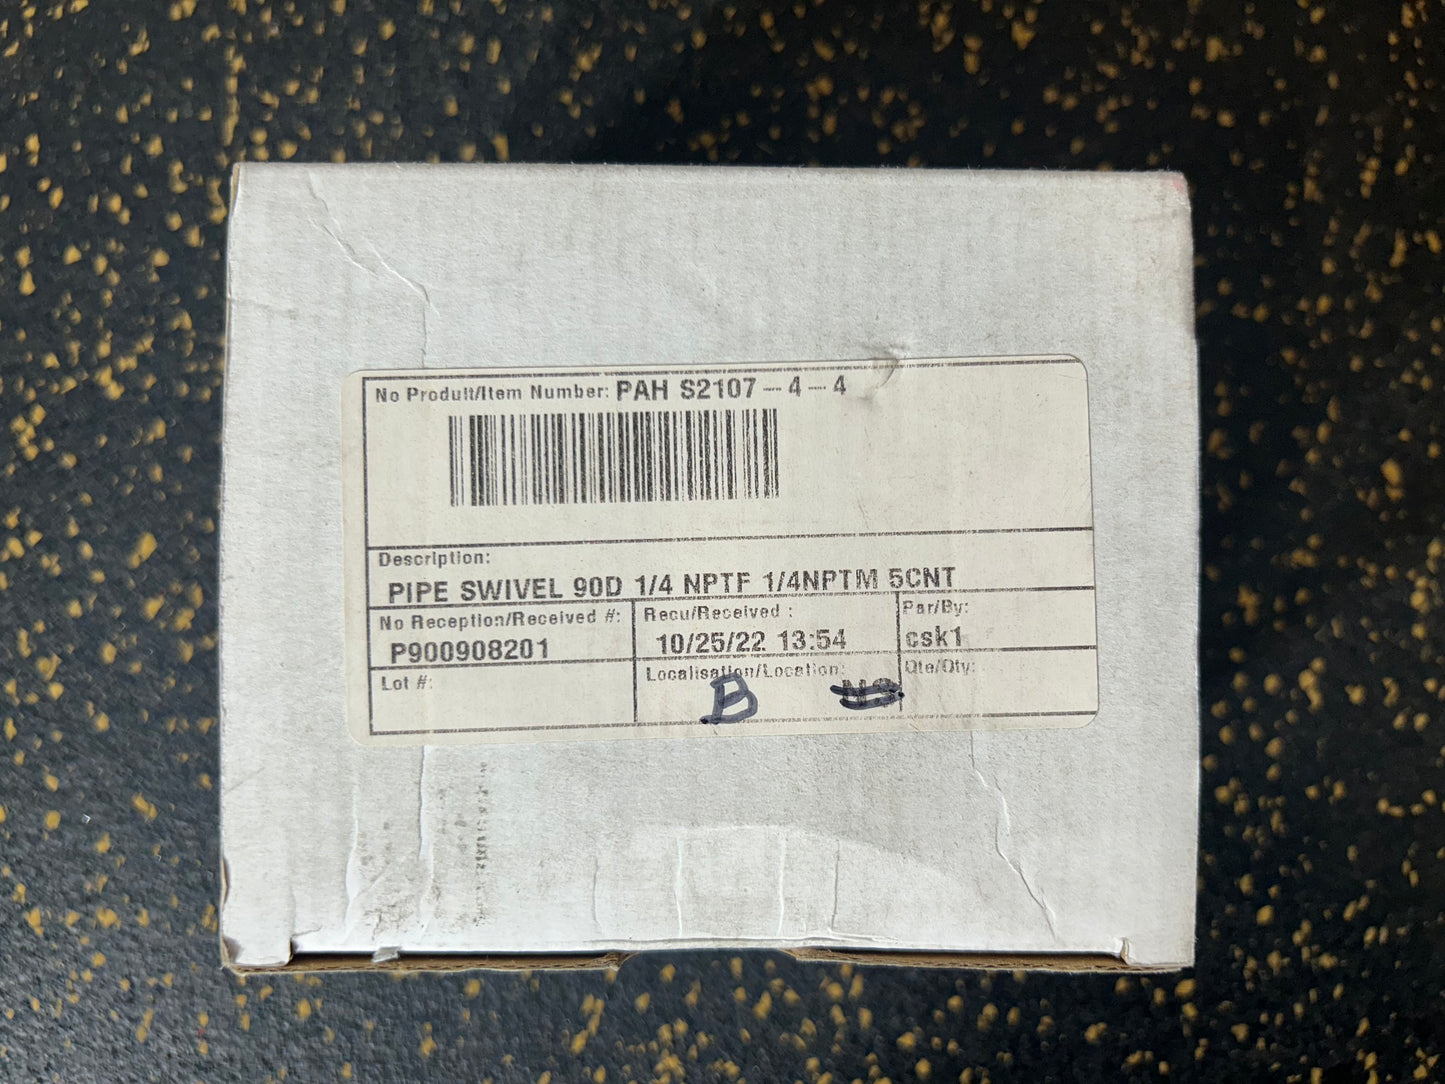 No Produit/Item Number: PAH S2107-4-4
Description:
PIPE SWIVEL 90D 1/4 NPTF 1/4NPTM 5CNT
No Reception/Received #:
P900908201
Recu/Received :
10/25/22 13:54
Par/By:
csk1
Lot #:
Localisation/Location:
B
Qte/Qty: